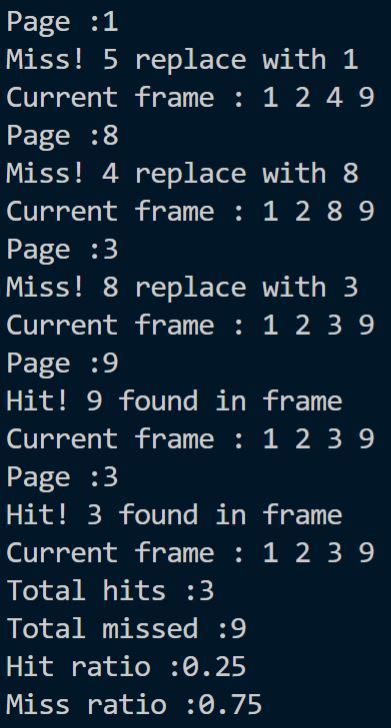 Page :1
Miss! 5 replace with 1
Current frame : 1 2 4 9
Page :8
Miss! 4 replace with 8
Current frame : 1 2 8 9
Page :3
Miss! 8 replace with 3
Current frame : 1 2 3 9
Page :9
Hit! 9 found in frame
Current frame : 1 2 3 9
Page :3
Hit! 3 found in frame
Current frame : 1 2 3 9
Total hits :3
Total missed :9
Hit ratio :0.25
Miss ratio :0.75